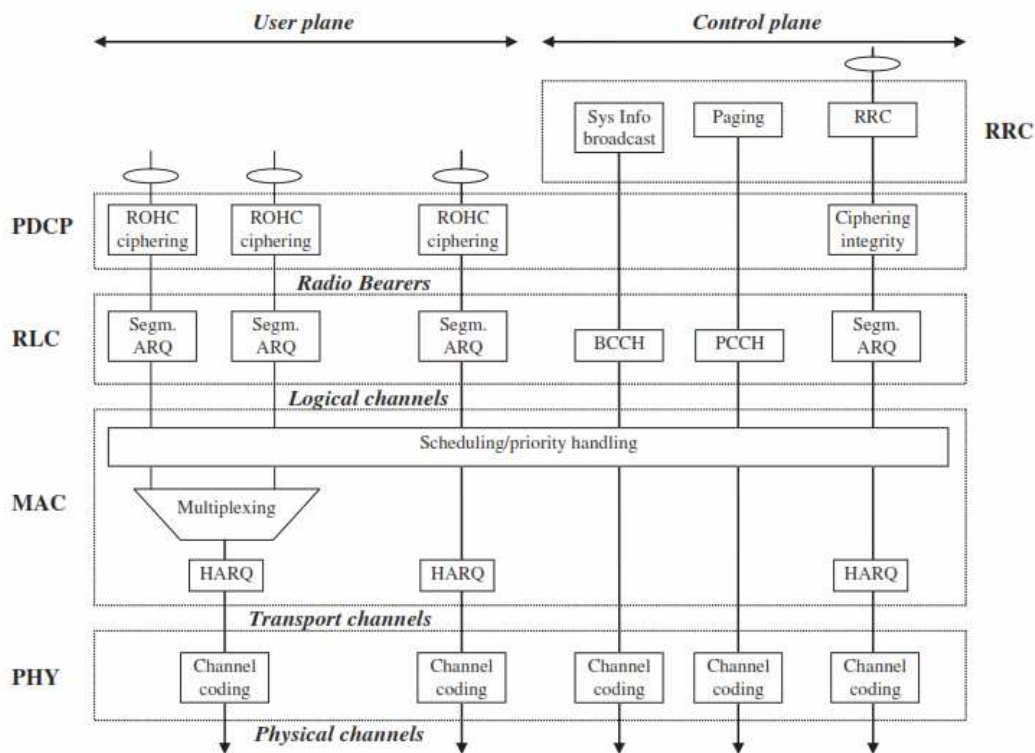 User plane
Control plane
Sys Info
broadcast
Paging
RRC
RRC
PDCP
ROHC
ciphering
ROHC
ciphering
ROHC
ciphering
Ciphering
integrity
Radio Bearers
RLC
Segm.
ARQ
Segm.
ARQ
Segm.
ARQ
BCCH
PCCH
Segm.
ARQ
Logical channels
Scheduling/priority handling
MAC
Multiplexing
HARQ
HARQ
HARQ
Transport channels
PHY
Channel
coding
Channel
coding
Channel
coding
Channel
coding
Channel
coding
Physical channels